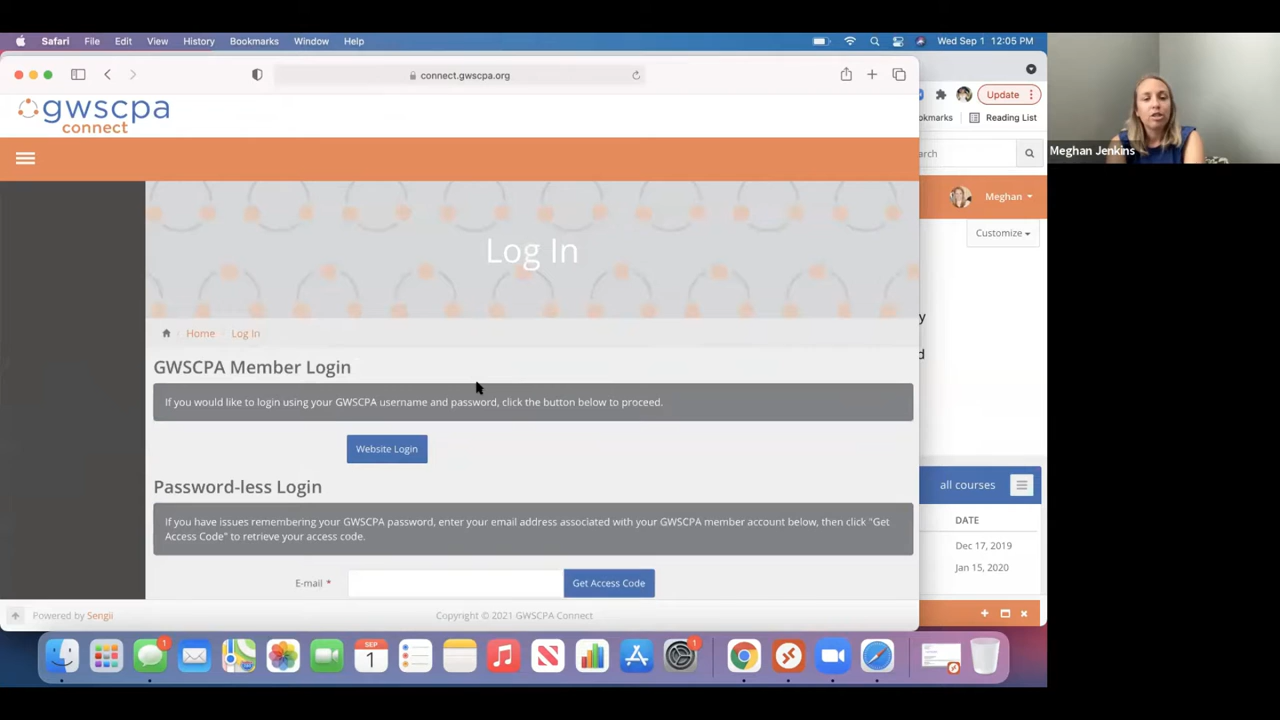 Safari File Edit View History Bookmarks Window Help
Wed Sep 1 12:05 PM
connect.gwscpa.org
Update
Reading List
gwscpa
connect
Meghan Jenkins
Meghan
Customize
Log In
Home Log In
GWSCPA Member Login
If you would like to login using your GWSCPA username and password, click the button below to proceed.
Website Login
Password-less Login
If you have issues remembering your GWSCPA password, enter your email address associated with your GWSCPA member account below, then click "Get
Access Code" to retrieve your access code.
E-mail * Get Access Code
all courses
DATE
Dec 17, 2019
Jan 15, 2020
Powered by Sengii
Copyright © 2021 GWSCPA Connect
1
SEP
1
1